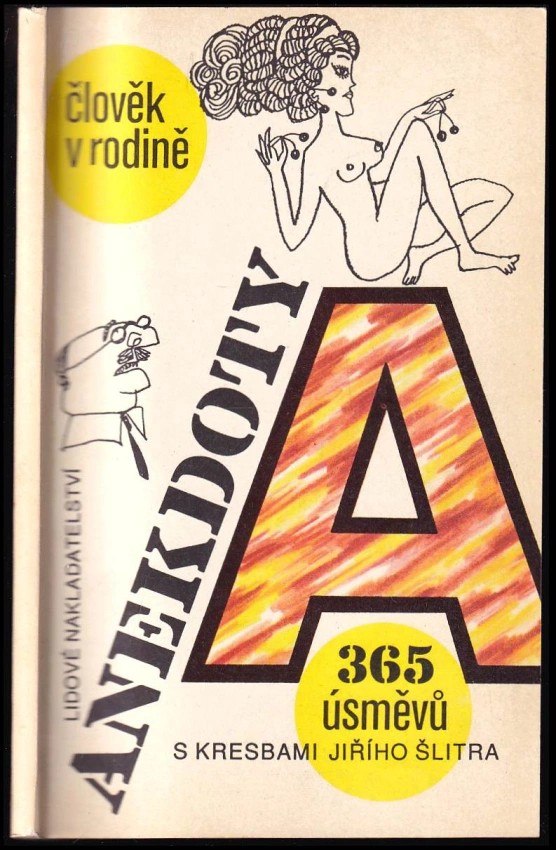 člověk
v rodině
ANEKDOTY
A
LIDOVÉ NAKLADATELSTVÍ
365
úsměvů
S KRESBAMI JIŘÍHO ŠLITRA